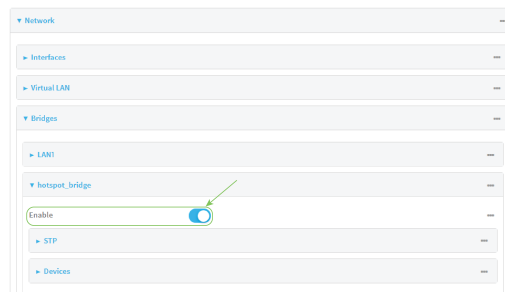 Network
Interfaces
Virtual LAN
Bridges
LAN1
hotspot_bridge
Enable
STP
Devices